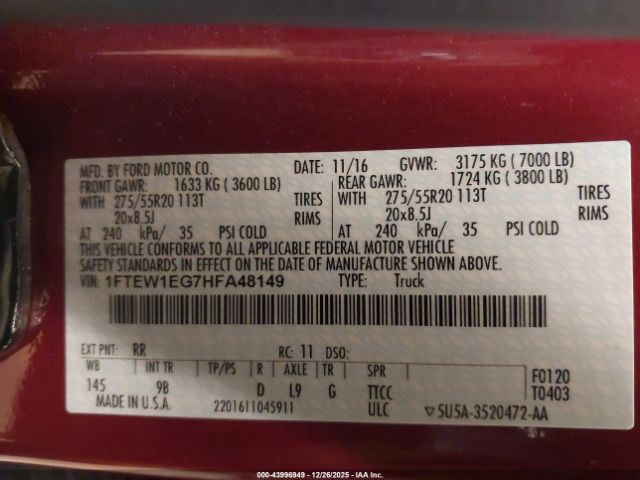 MFD. BY FORD MOTOR CO. DATE: 11/16 GVWR: 3175 KG ( 7000 LB)
FRONT GAWR: 1633 KG ( 3600 LB) REAR GAWR: 1724 KG ( 3800 LB)
WITH 275/55R20 113T TIRES WITH 275/55R20 113T TIRES
20x8.5J RIMS 20x8.5J RIMS
AT 240 kPa/ 35 PSI COLD AT 240 kPa/ 35 PSI COLD
THIS VEHICLE CONFORMS TO ALL APPLICABLE FEDERAL MOTOR VEHICLE
SAFETY STANDARDS IN EFFECT ON THE DATE OF MANUFACTURE SHOWN ABOVE.
VIN: 1FTEW1EG7HFA48149 TYPE: Truck
EXT PNT: RR RC: 11 DSO:
WB INT TR TP/PS R AXLE TR SPR F0120
145 9B D L9 G TTCC T0403
MADE IN U.S.A. 2201611045911 ULC ▽5U5A-3520472-AA
000-43996949 - 12/26/2025 - IAA Inc.